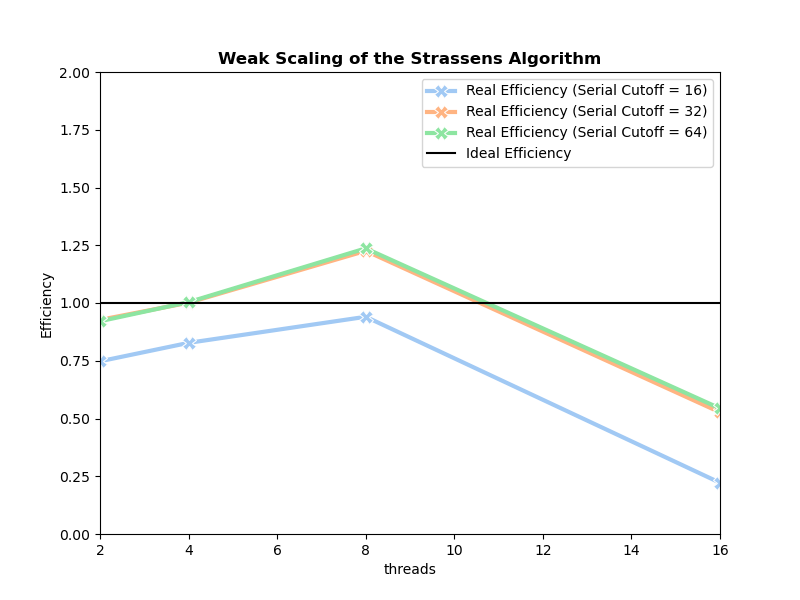 Weak Scaling of the Strassens Algorithm
Real Efficiency (Serial Cutoff = 16)
Real Efficiency (Serial Cutoff = 32)
Real Efficiency (Serial Cutoff = 64)
Ideal Efficiency
Efficiency
2.00
1.75
1.50
1.25
1.00
0.75
0.50
0.25
0.00
2 4 6 8 10 12 14 16
threads